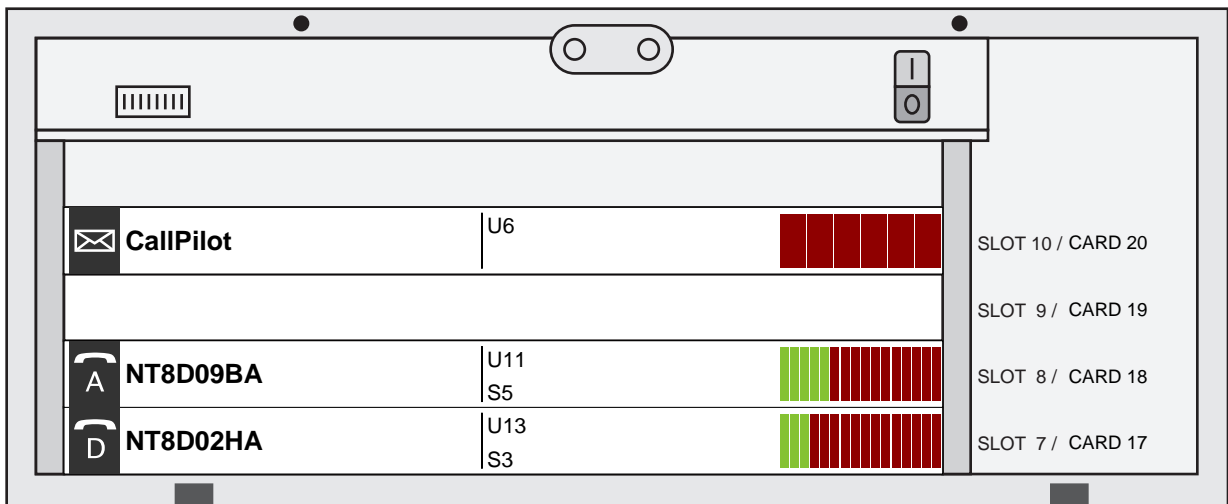 I
O
CallPilot
U6
SLOT 10 / CARD 20
SLOT 9 / CARD 19
A
NT8D09BA
U11
S5
SLOT 8 / CARD 18
D
NT8D02HA
U13
S3
SLOT 7 / CARD 17